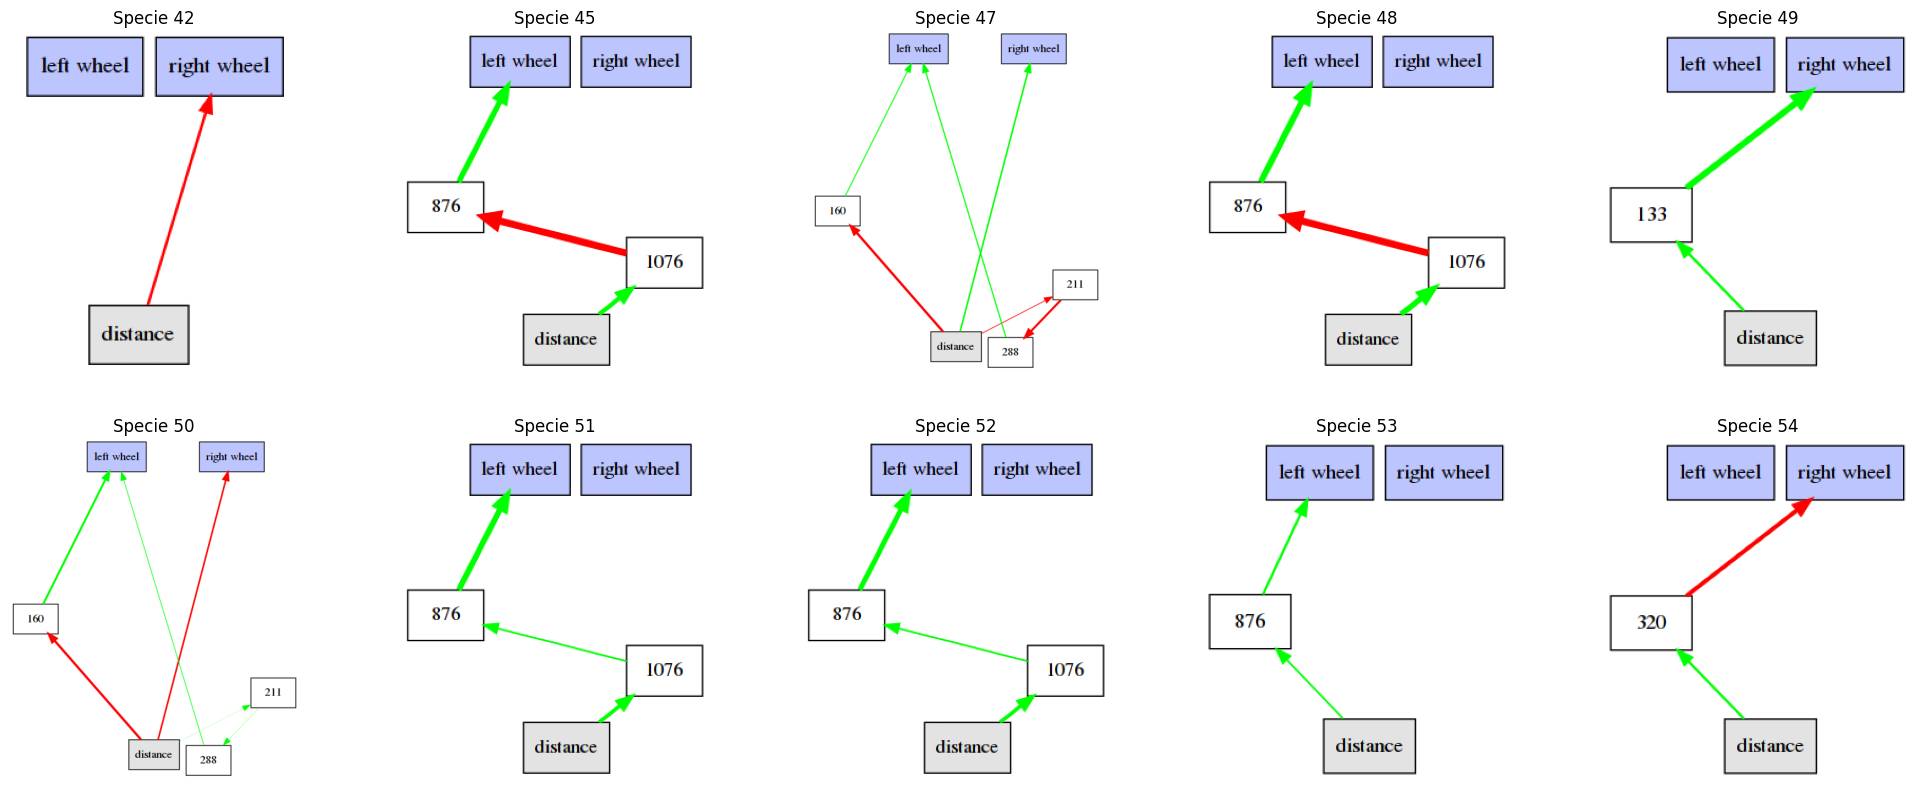 Specie 42
left wheel
right wheel
distance
Specie 45
left wheel
right wheel
876
1076
distance
Specie 47
left wheel
right wheel
160
211
distance
288
Specie 48
left wheel
right wheel
876
1076
distance
Specie 49
left wheel
right wheel
133
distance
Specie 50
left wheel
right wheel
160
211
distance
288
Specie 51
left wheel
right wheel
876
1076
distance
Specie 52
left wheel
right wheel
876
1076
distance
Specie 53
left wheel
right wheel
876
distance
Specie 54
left wheel
right wheel
320
distance